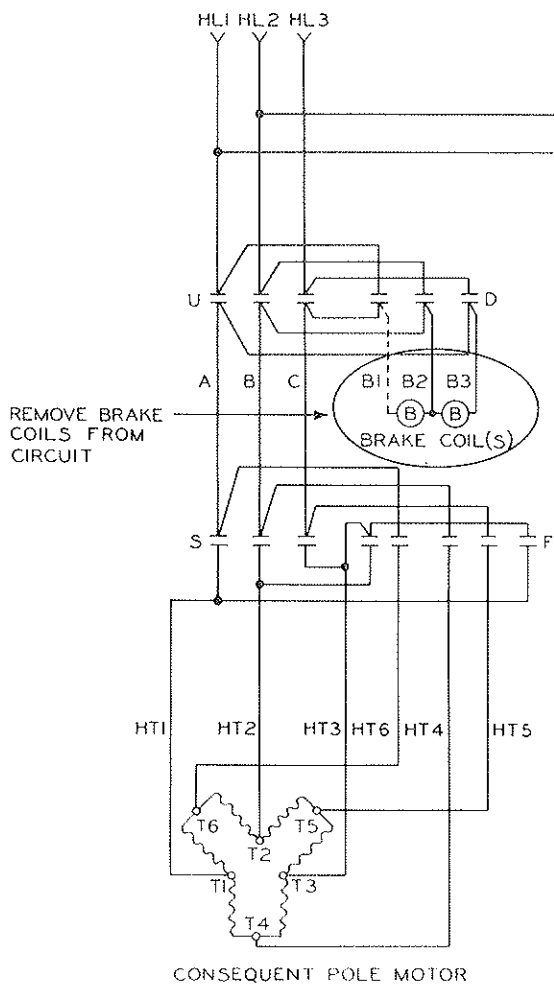 HL1 HL2 HL3
U D
A B C B1 B2 B3
B B
BRAKE COIL(S)
REMOVE BRAKE
COILS FROM
CIRCUIT
S F
HT1 HT2 HT3 HT6 HT4 HT5
T6 T5
T2
T1 T3
T4
CONSEQUENT POLE MOTOR